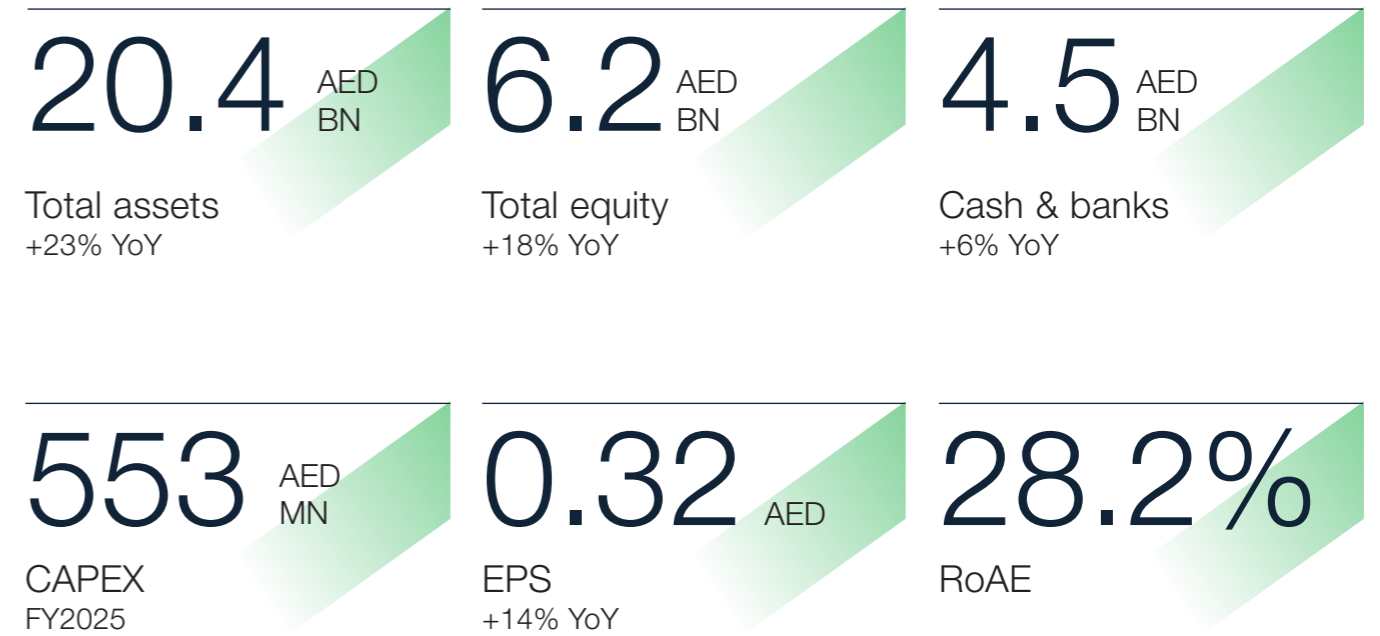 20.4 AED BN
Total assets
+23% YoY
6.2 AED BN
Total equity
+18% YoY
4.5 AED BN
Cash & banks
+6% YoY
553 AED MN
CAPEX
FY2025
0.32 AED
EPS
+14% YoY
28.2%
RoAE